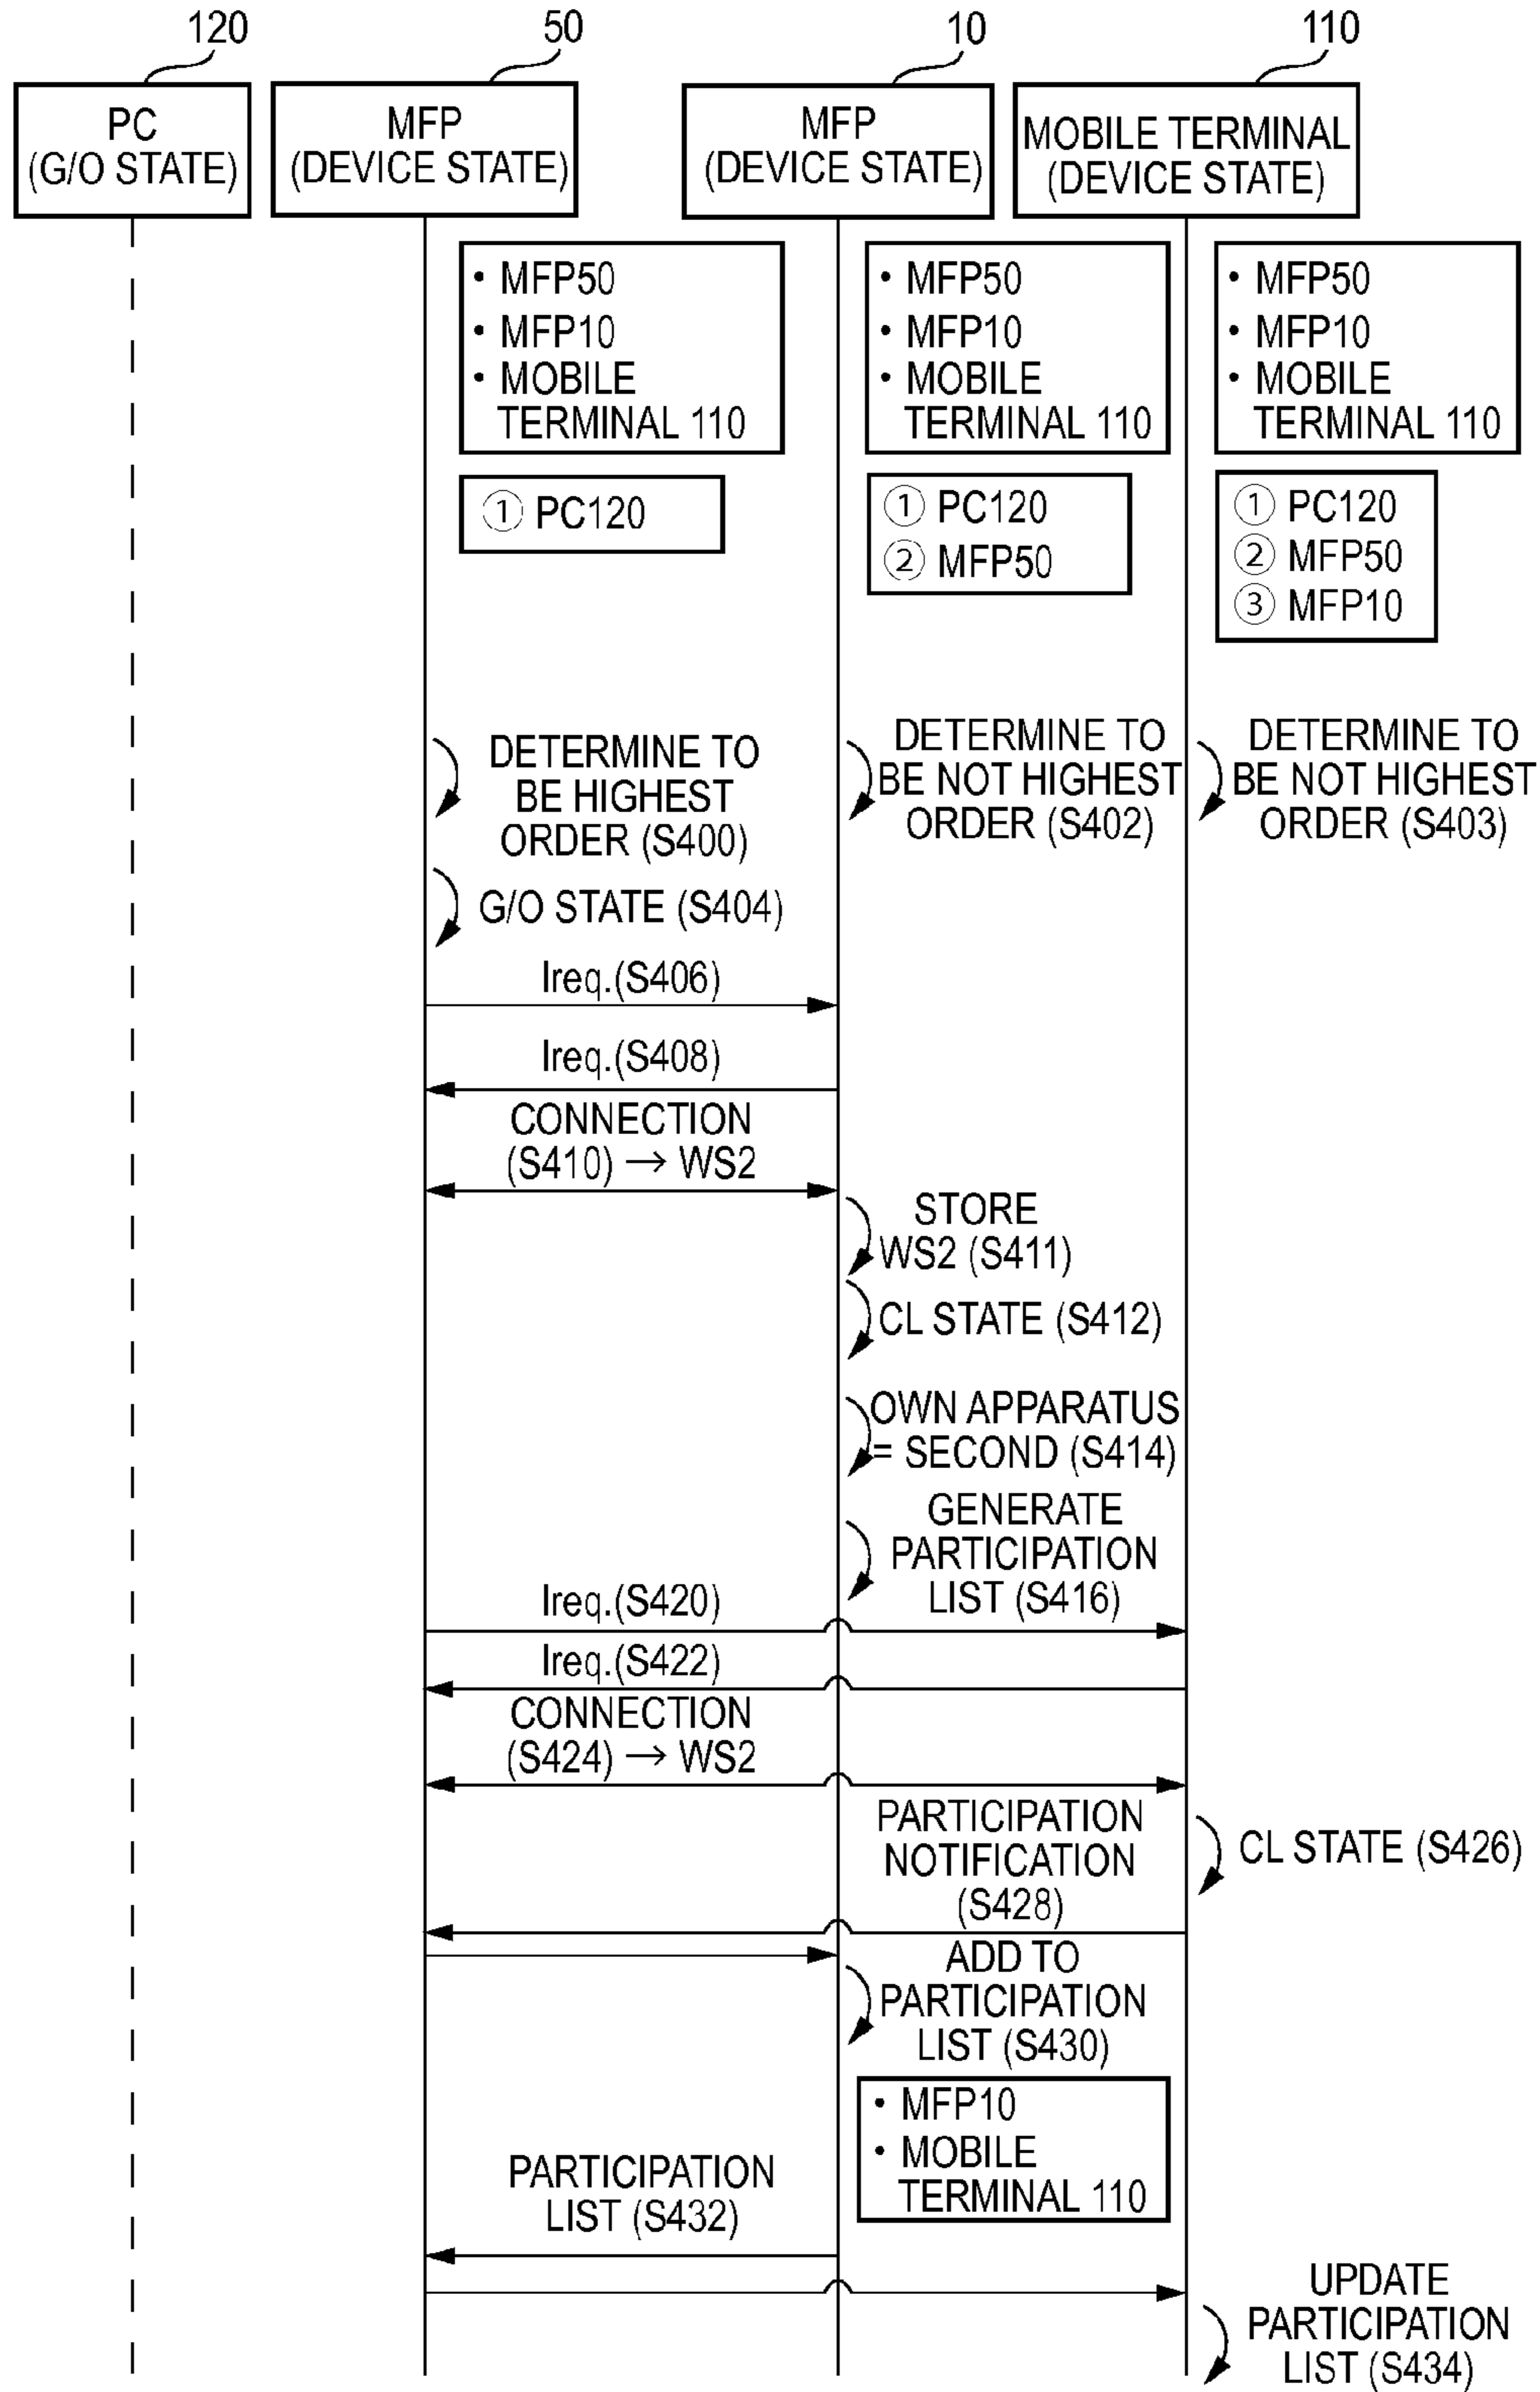 120
50
10
110
PC
(G/O STATE)
MFP
(DEVICE STATE)
MFP
(DEVICE STATE)
MOBILE TERMINAL
(DEVICE STATE)
• MFP50
• MFP10
• MOBILE
TERMINAL 110
• MFP50
• MFP10
• MOBILE
TERMINAL 110
• MFP50
• MFP10
• MOBILE
TERMINAL 110
① PC120
① PC120
② MFP50
① PC120
② MFP50
③ MFP10
DETERMINE TO
BE HIGHEST
ORDER (S400)
DETERMINE TO
BE NOT HIGHEST
ORDER (S402)
DETERMINE TO
BE NOT HIGHEST
ORDER (S403)
G/O STATE (S404)
Ireq.(S406)
Ireq.(S408)
CONNECTION
(S410) → WS2
STORE
WS2 (S411)
CL STATE (S412)
OWN APPARATUS
= SECOND (S414)
GENERATE
PARTICIPATION
LIST (S416)
Ireq.(S420)
Ireq.(S422)
CONNECTION
(S424) → WS2
PARTICIPATION
NOTIFICATION
(S428)
CL STATE (S426)
ADD TO
PARTICIPATION
LIST (S430)
• MFP10
• MOBILE
TERMINAL 110
PARTICIPATION
LIST (S432)
UPDATE
PARTICIPATION
LIST (S434)